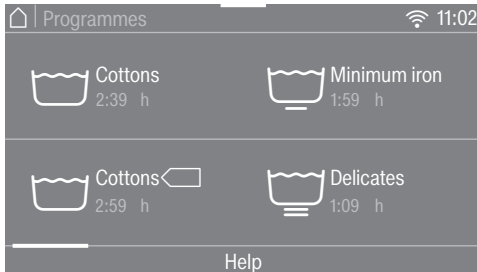 Programmes 11:02
Cottons
2:39 h
Minimum iron
1:59 h
Cottons
2:59 h
Delicates
1:09 h
Help